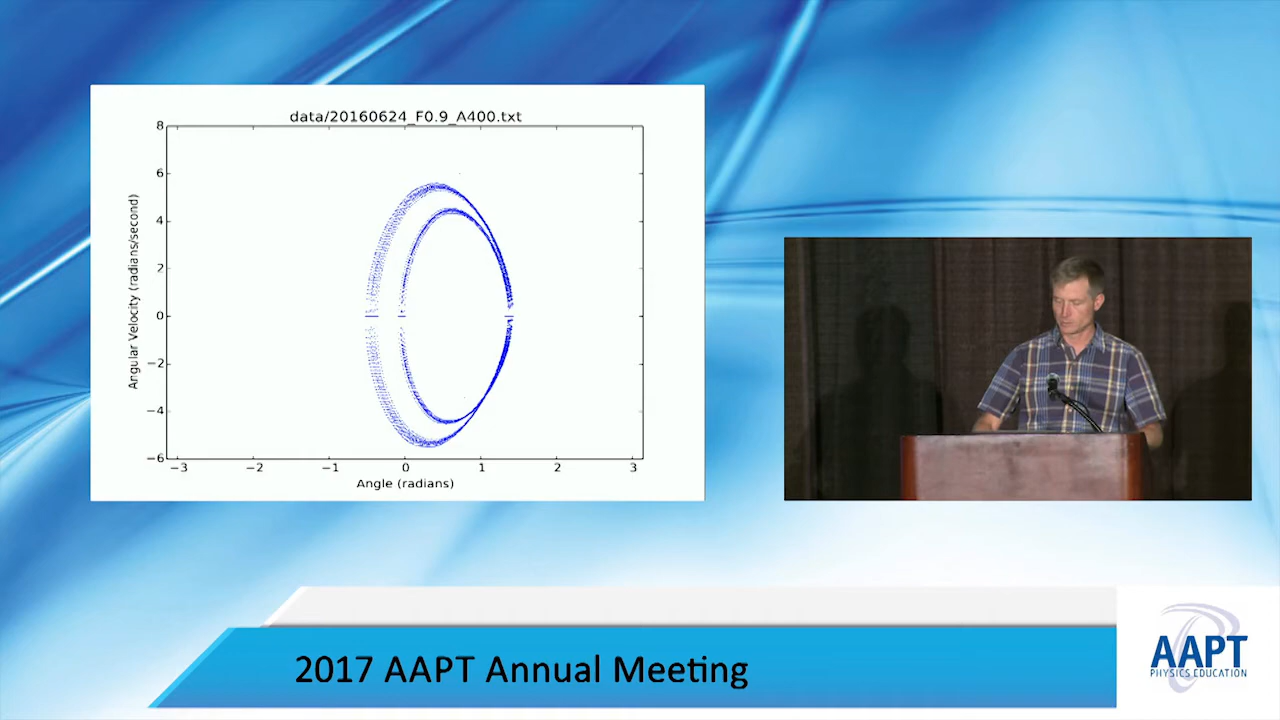 data/20160624_F0.9_A400.txt
8
6
4
2
0
−2
−4
−6
Angular Velocity (radians/second)
−3 −2 −1 0 1 2 3
Angle (radians)
2017 AAPT Annual Meeting
AAPT
PHYSICS EDUCATION